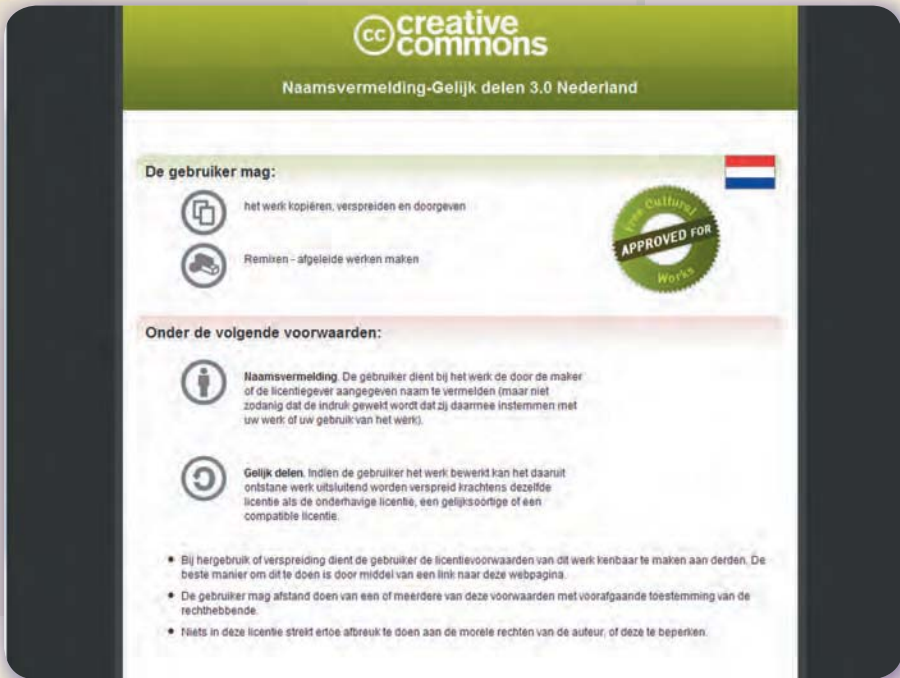 cc creative
commons
Naamsvermelding-Gelijk delen 3.0 Nederland
De gebruiker mag:
het werk kopiëren, verspreiden en doorgeven
Remixen - afgeleide werken maken
Free Cultural
APPROVED FOR
Works
Onder de volgende voorwaarden:
Naamsvermelding. De gebruiker dient bij het werk de door de maker
of de licentiegever aangegeven naam te vermelden (maar niet
zodanig dat de indruk gewekt wordt dat zij daarmee instemmen met
uw werk of uw gebruik van het werk).
Gelijk delen. Indien de gebruiker het werk bewerkt kan het daaruit
ontstane werk uitsluitend worden verspreid krachtens dezelfde
licentie als de onderhavige licentie, een gelijksoortige of een
compatible licentie.
• Bij hergebruik of verspreiding dient de gebruiker de licentievoorwaarden van dit werk kenbaar te maken aan derden. De
beste manier om dit te doen is door middel van een link naar deze webpagina.
• De gebruiker mag afstand doen van een of meerdere van deze voorwaarden met voorafgaande toestemming van de
rechthebbende.
• Niets in deze licentie strekt ertoe afbreuk te doen aan de morele rechten van de auteur, of deze te beperken.